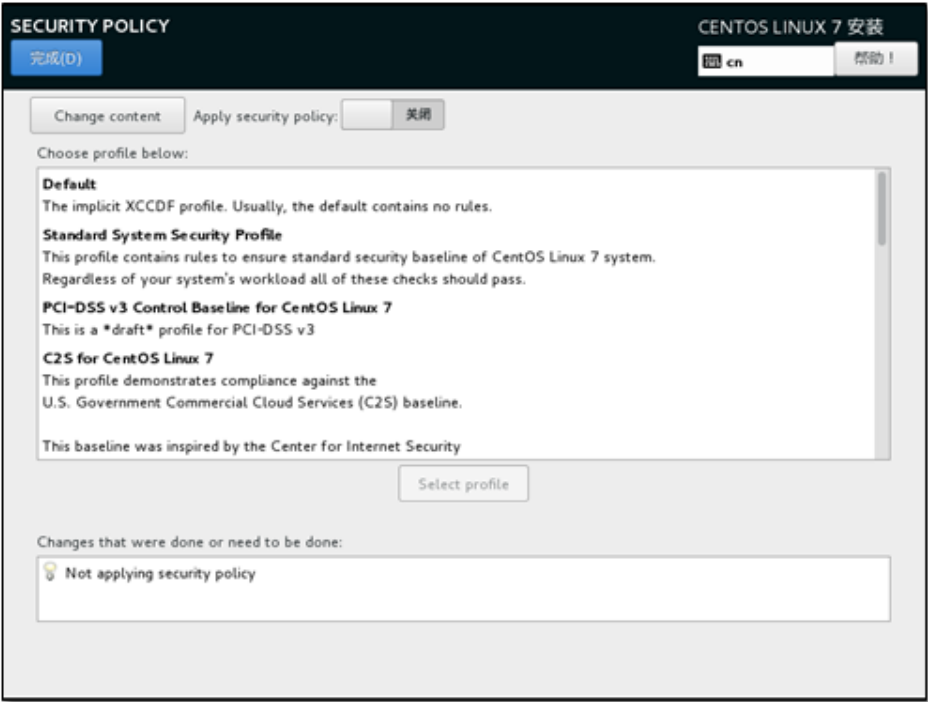 SECURITY POLICY
CENTOS LINUX 7 安装
完成(D)
cn
帮助！
Change content
Apply security policy:
关闭
Choose profile below:
Default
The implicit XCCDF profile. Usually, the default contains no rules.
Standard System Security Profile
This profile contains rules to ensure standard security baseline of CentOS Linux 7 system.
Regardless of your system's workload all of these checks should pass.
PCI-DSS v3 Control Baseline for CentOS Linux 7
This is a *draft* profile for PCI-DSS v3
C2S for CentOS Linux 7
This profile demonstrates compliance against the
U.S. Government Commercial Cloud Services (C2S) baseline.
This baseline was inspired by the Center for Internet Security
Select profile
Changes that were done or need to be done:
Not applying security policy